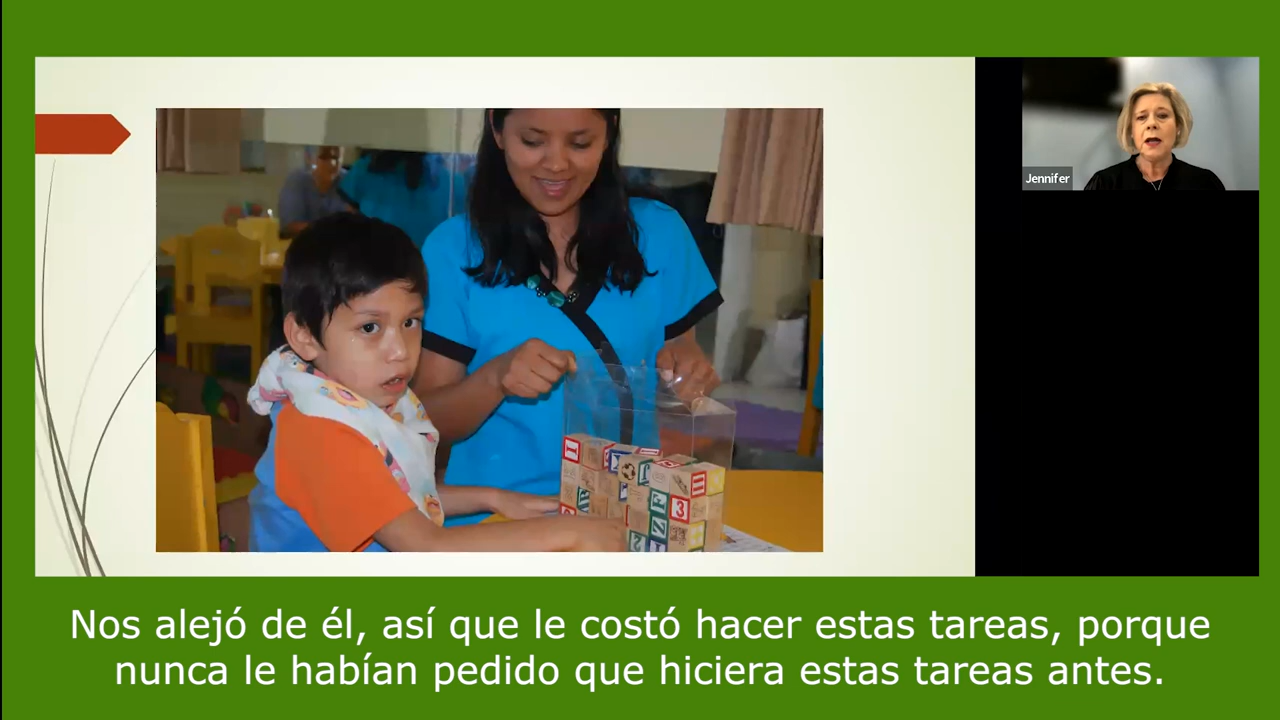 Jennifer
Nos alejó de él, así que le costó hacer estas tareas, porque
nunca le habían pedido que hiciera estas tareas antes.